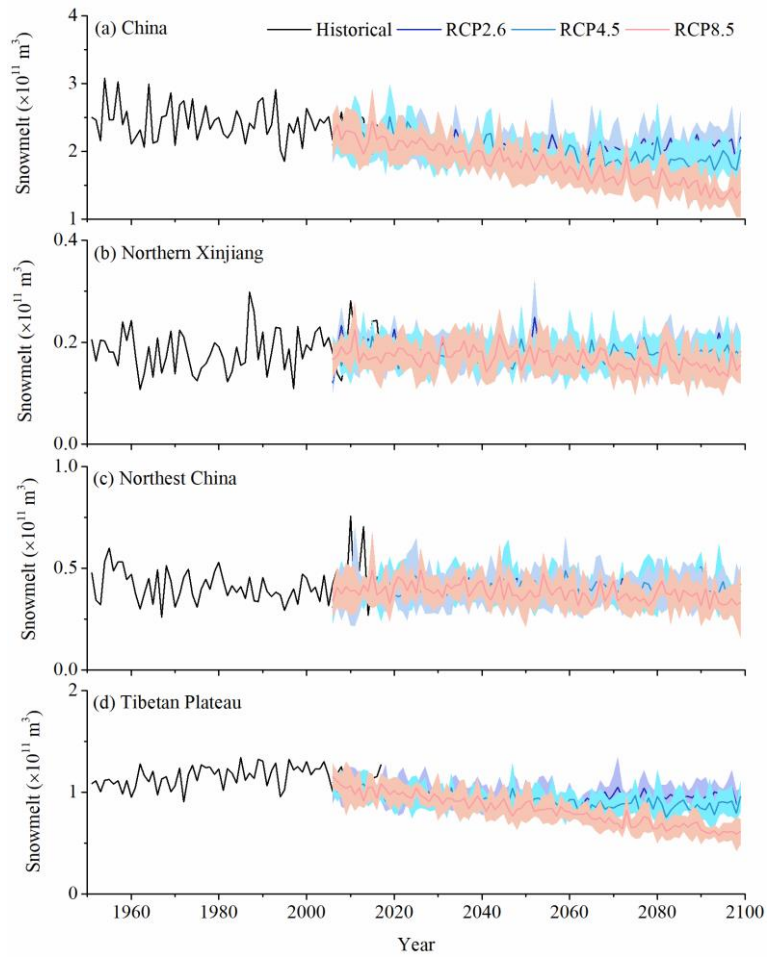 (a) China
Historical RCP2.6 RCP4.5 RCP8.5
4
3
2
1
Snowmelt (×10¹¹ m³)
(b) Northern Xinjiang
0.4
0.2
0.0
Snowmelt (×10¹¹ m³)
(c) Northest China
1.0
0.5
0.0
Snowmelt (×10¹¹ m³)
(d) Tibetan Plateau
2
1
0
Snowmelt (×10¹¹ m³)
1960 1980 2000 2020 2040 2060 2080 2100
Year